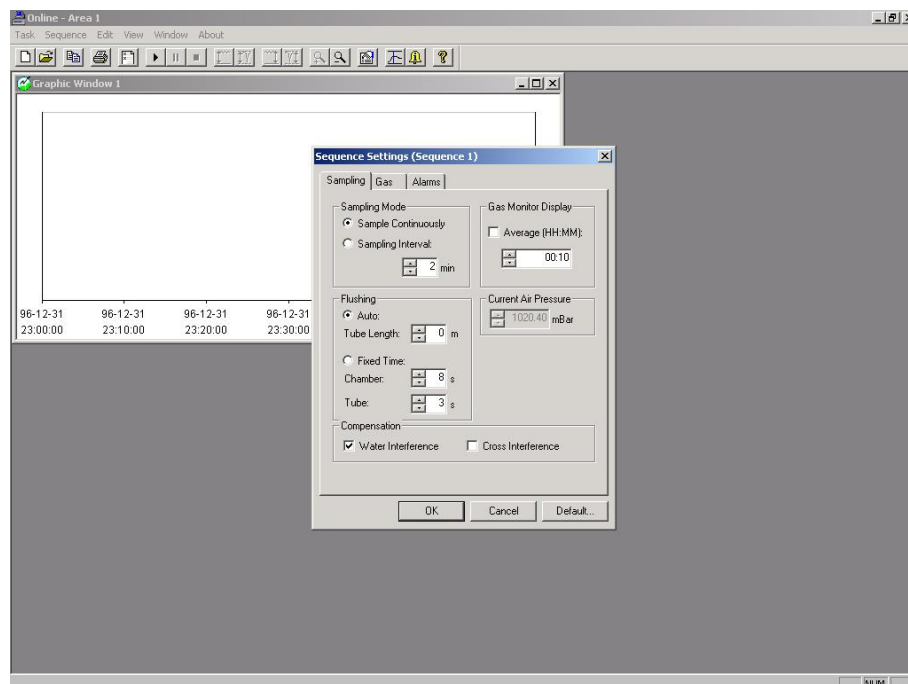 Online - Area 1
Task Sequence Edit View Window About
Graphic Window 1
Sequence Settings (Sequence 1)
Sampling Gas Alarms
Sampling Mode
Sample Continuously
Sampling Interval:
2 min
Gas Monitor Display
Average (HH:MM):
00:10
Flushing
Auto:
Tube Length: 0 m
Fixed Time:
Chamber: 8 s
Tube: 3 s
Current Air Pressure
1020.40 mBar
Compensation
Water Interference Cross Interference
OK Cancel Default...
96-12-31 96-12-31 96-12-31 96-12-31
23:00:00 23:10:00 23:20:00 23:30:00
NUM